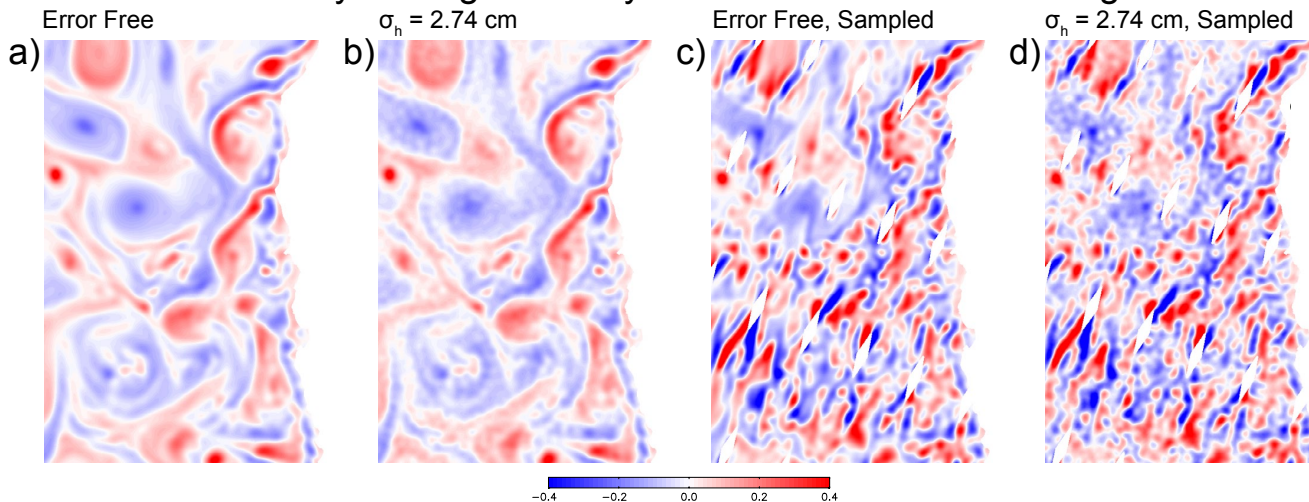 Error Free
σh = 2.74 cm
Error Free, Sampled
σh = 2.74 cm, Sampled
a)
b)
c)
d)
−0.4 −0.2 0.0 0.2 0.4